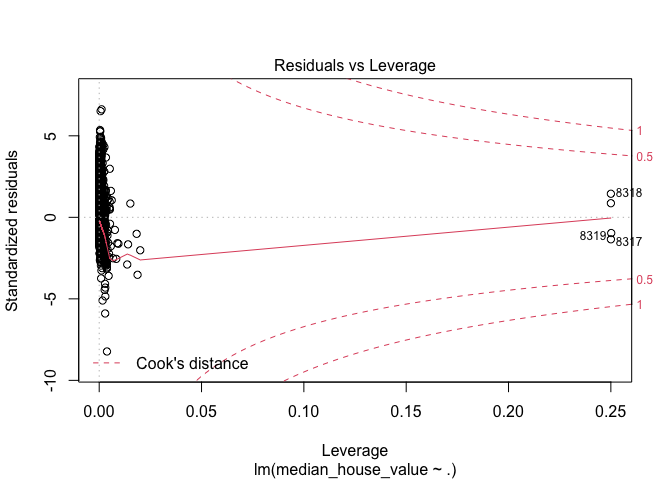 Residuals vs Leverage
Standardized residuals
5
0
-5
-10
1
0.5
0.5
1
8318
8319
8317
Cook's distance
0.00 0.05 0.10 0.15 0.20 0.25
Leverage
lm(median_house_value ~ .)